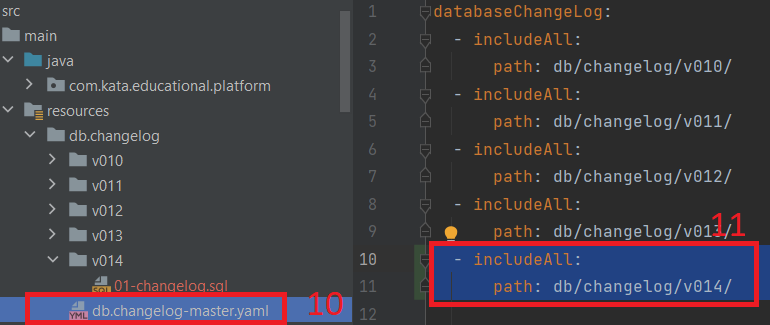 src
main
java
com.kata.educational.platform
resources
db.changelog
v010
v011
v012
v013
v014
SQL 01-changelog.sql
YML db.changelog-master.yaml
10
1 databaseChangeLog:
2 - includeAll:
3 path: db/changelog/v010/
4 - includeAll:
5 path: db/changelog/v011/
6 - includeAll:
7 path: db/changelog/v012/
8 - includeAll:
9 path: db/changelog/v013/
11
10 - includeAll:
11 path: db/changelog/v014/
12